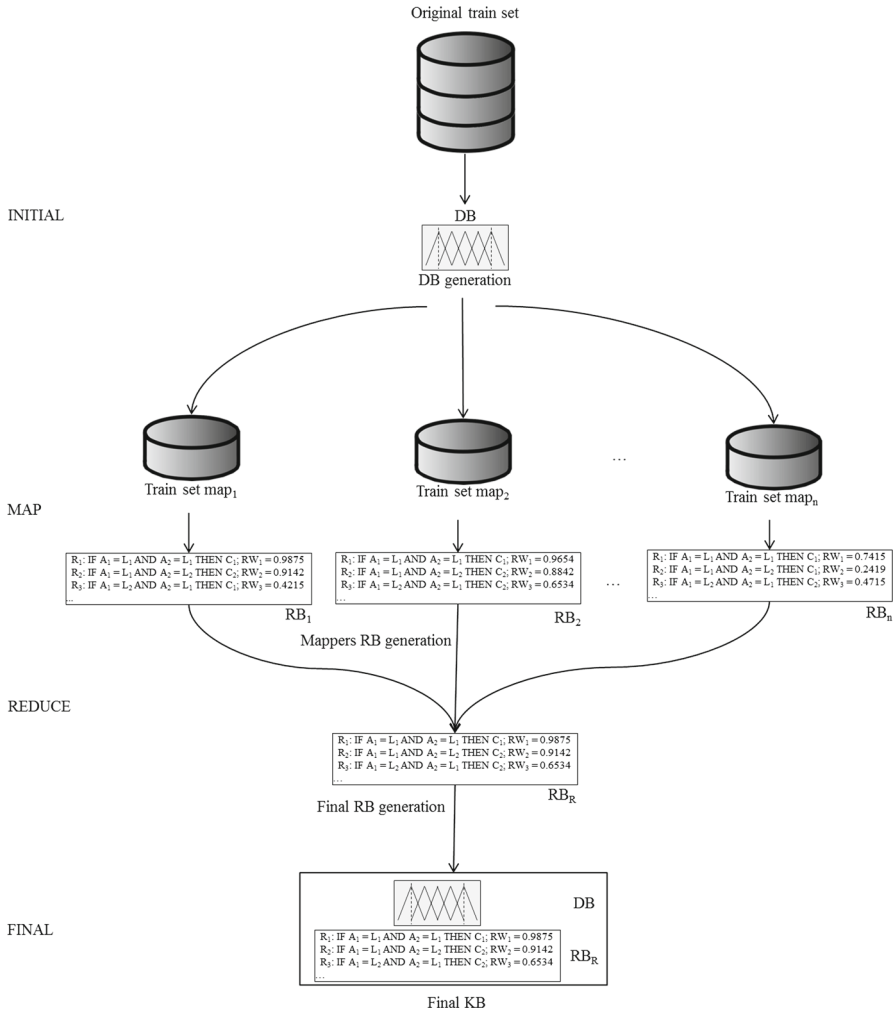 Original train set
INITIAL
DB
DB generation
Train set map₁
Train set map₂
...
Train set mapₙ
MAP
R₁: IF A₁ = L₁ AND A₂ = L₁ THEN C₁; RW₁ = 0.9875
R₂: IF A₁ = L₁ AND A₂ = L₂ THEN C₂; RW₂ = 0.9142
R₃: IF A₁ = L₂ AND A₂ = L₁ THEN C₁; RW₃ = 0.4215
...
RB₁
R₁: IF A₁ = L₁ AND A₂ = L₁ THEN C₁; RW₁ = 0.9654
R₂: IF A₁ = L₁ AND A₂ = L₂ THEN C₂; RW₂ = 0.8842
R₃: IF A₁ = L₂ AND A₂ = L₁ THEN C₂; RW₃ = 0.6534
...
RB₂
...
R₁: IF A₁ = L₁ AND A₂ = L₁ THEN C₁; RW₁ = 0.7415
R₂: IF A₁ = L₁ AND A₂ = L₂ THEN C₁; RW₂ = 0.2419
R₃: IF A₁ = L₂ AND A₂ = L₁ THEN C₂; RW₃ = 0.4715
...
RBₙ
Mappers RB generation
REDUCE
R₁: IF A₁ = L₁ AND A₂ = L₁ THEN C₁; RW₁ = 0.9875
R₂: IF A₁ = L₁ AND A₂ = L₂ THEN C₂; RW₂ = 0.9142
R₃: IF A₁ = L₂ AND A₂ = L₁ THEN C₂; RW₃ = 0.6534
...
RB_R
Final RB generation
FINAL
DB
R₁: IF A₁ = L₁ AND A₂ = L₁ THEN C₁; RW₁ = 0.9875
R₂: IF A₁ = L₁ AND A₂ = L₂ THEN C₂; RW₂ = 0.9142
R₃: IF A₁ = L₂ AND A₂ = L₁ THEN C₂; RW₃ = 0.6534
...
RB_R
Final KB